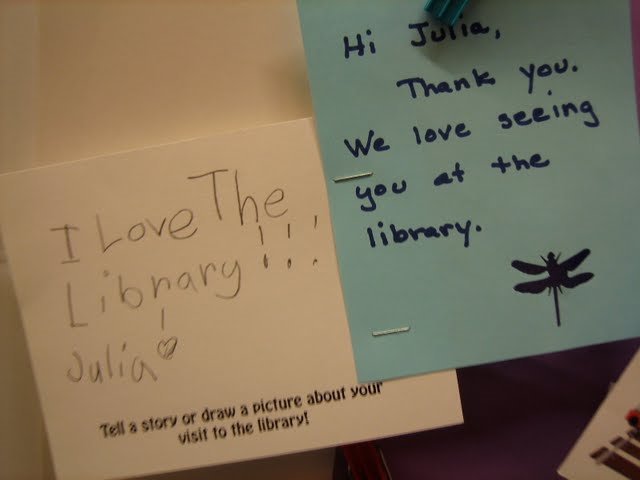 I Love The
Library!!!
Julia
Tell a story or draw a picture about your
visit to the library!
Hi Julia,
Thank you.
We love seeing
you at the
library.